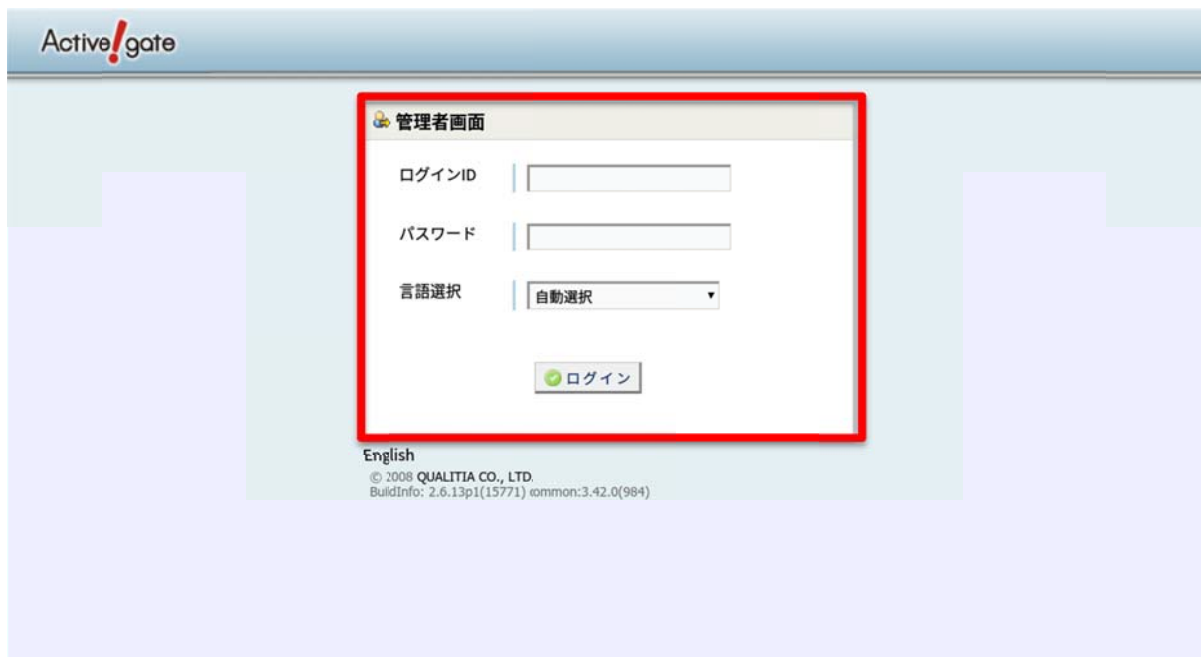 Active!gate
管理者画面
ログインID
パスワード
言語選択
自動選択
ログイン
English
© 2008 QUALITIA CO., LTD.
BuildInfo: 2.6.13p1(15771) common:3.42.0(984)